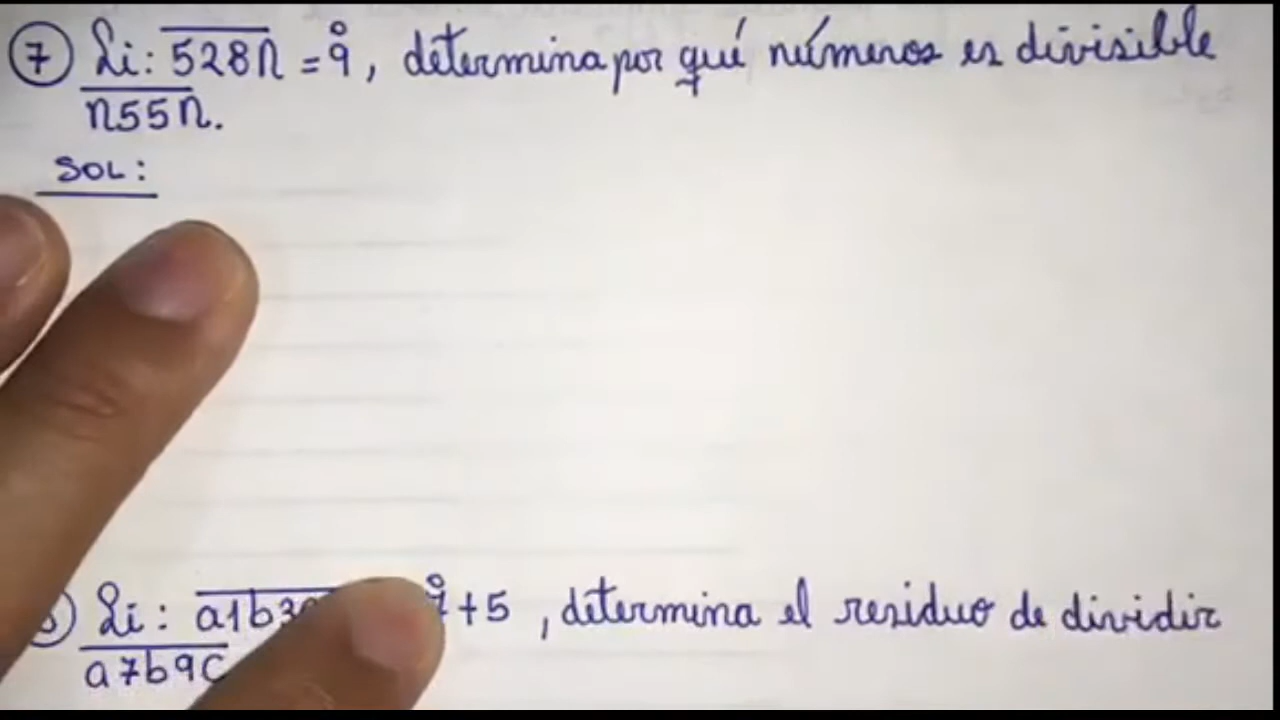 7 Si: 528n = 9°, determina por qué números es divisible
n55n.
SOL:
Si: a1b3 +5, determina el residuo de dividir
a7b9c